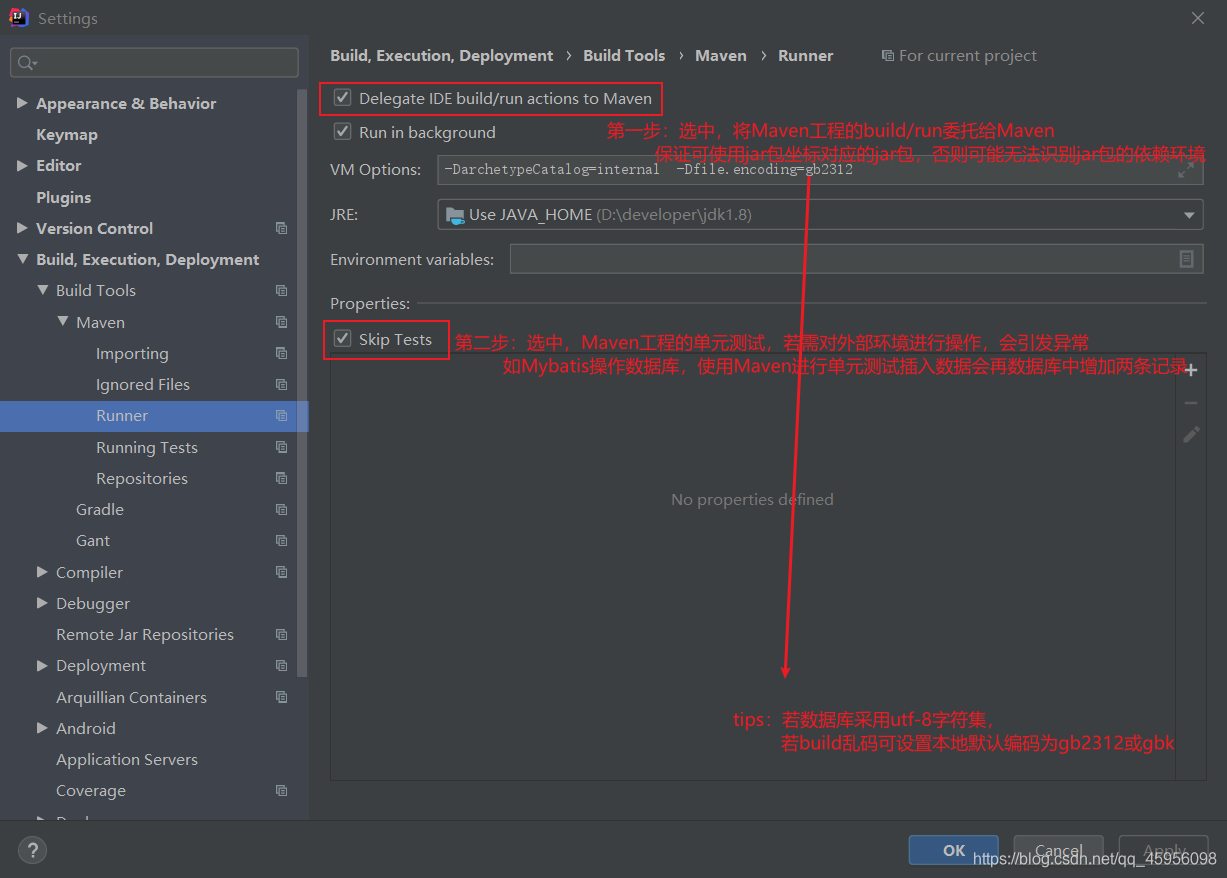 Settings
Build, Execution, Deployment › Build Tools › Maven › Runner For current project
Appearance & Behavior
Keymap
Editor
Plugins
Version Control
Build, Execution, Deployment
Build Tools
Maven
Importing
Ignored Files
Runner
Running Tests
Repositories
Gradle
Gant
Compiler
Debugger
Remote Jar Repositories
Deployment
Arquillian Containers
Android
Application Servers
Coverage
Delegate IDE build/run actions to Maven
Run in background
第一步：选中，将Maven工程的build/run委托给Maven
保证可使用jar包坐标对应的jar包，否则可能无法识别jar包的依赖环境
VM Options: -DarchetypeCatalog=internal -Dfile.encoding=gb2312
JRE: Use JAVA_HOME (D:\developer\jdk1.8)
Environment variables:
Properties:
Skip Tests
第二步：选中，Maven工程的单元测试，若需对外部环境进行操作，会引发异常
如Mybatis操作数据库，使用Maven进行单元测试插入数据会再数据库中增加两条记录
No properties defined
tips：若数据库采用utf-8字符集，
若build乱码可设置本地默认编码为gb2312或gbk
?
OK Cancel Apply
https://blog.csdn.net/qq_45956098